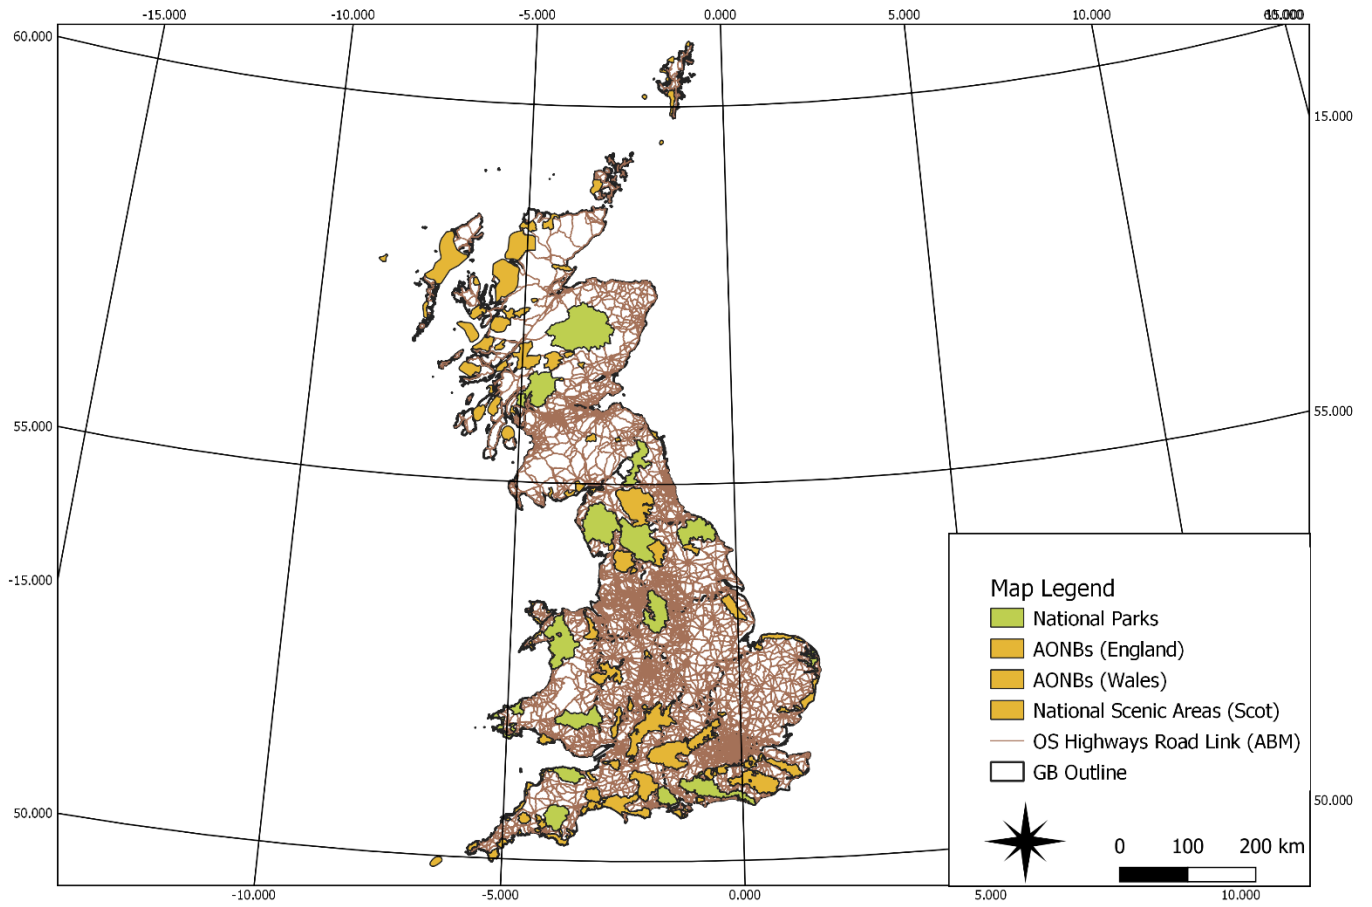 -15.000 -10.000 -5.000 0.000 5.000 10.000
60.000
15.000
55.000
55.000
-15.000
Map Legend
National Parks
AONBs (England)
AONBs (Wales)
National Scenic Areas (Scot)
OS Highways Road Link (ABM)
GB Outline
50.000
50.000
0 100 200 km
-10.000 -5.000 0.000 5.000 10.000